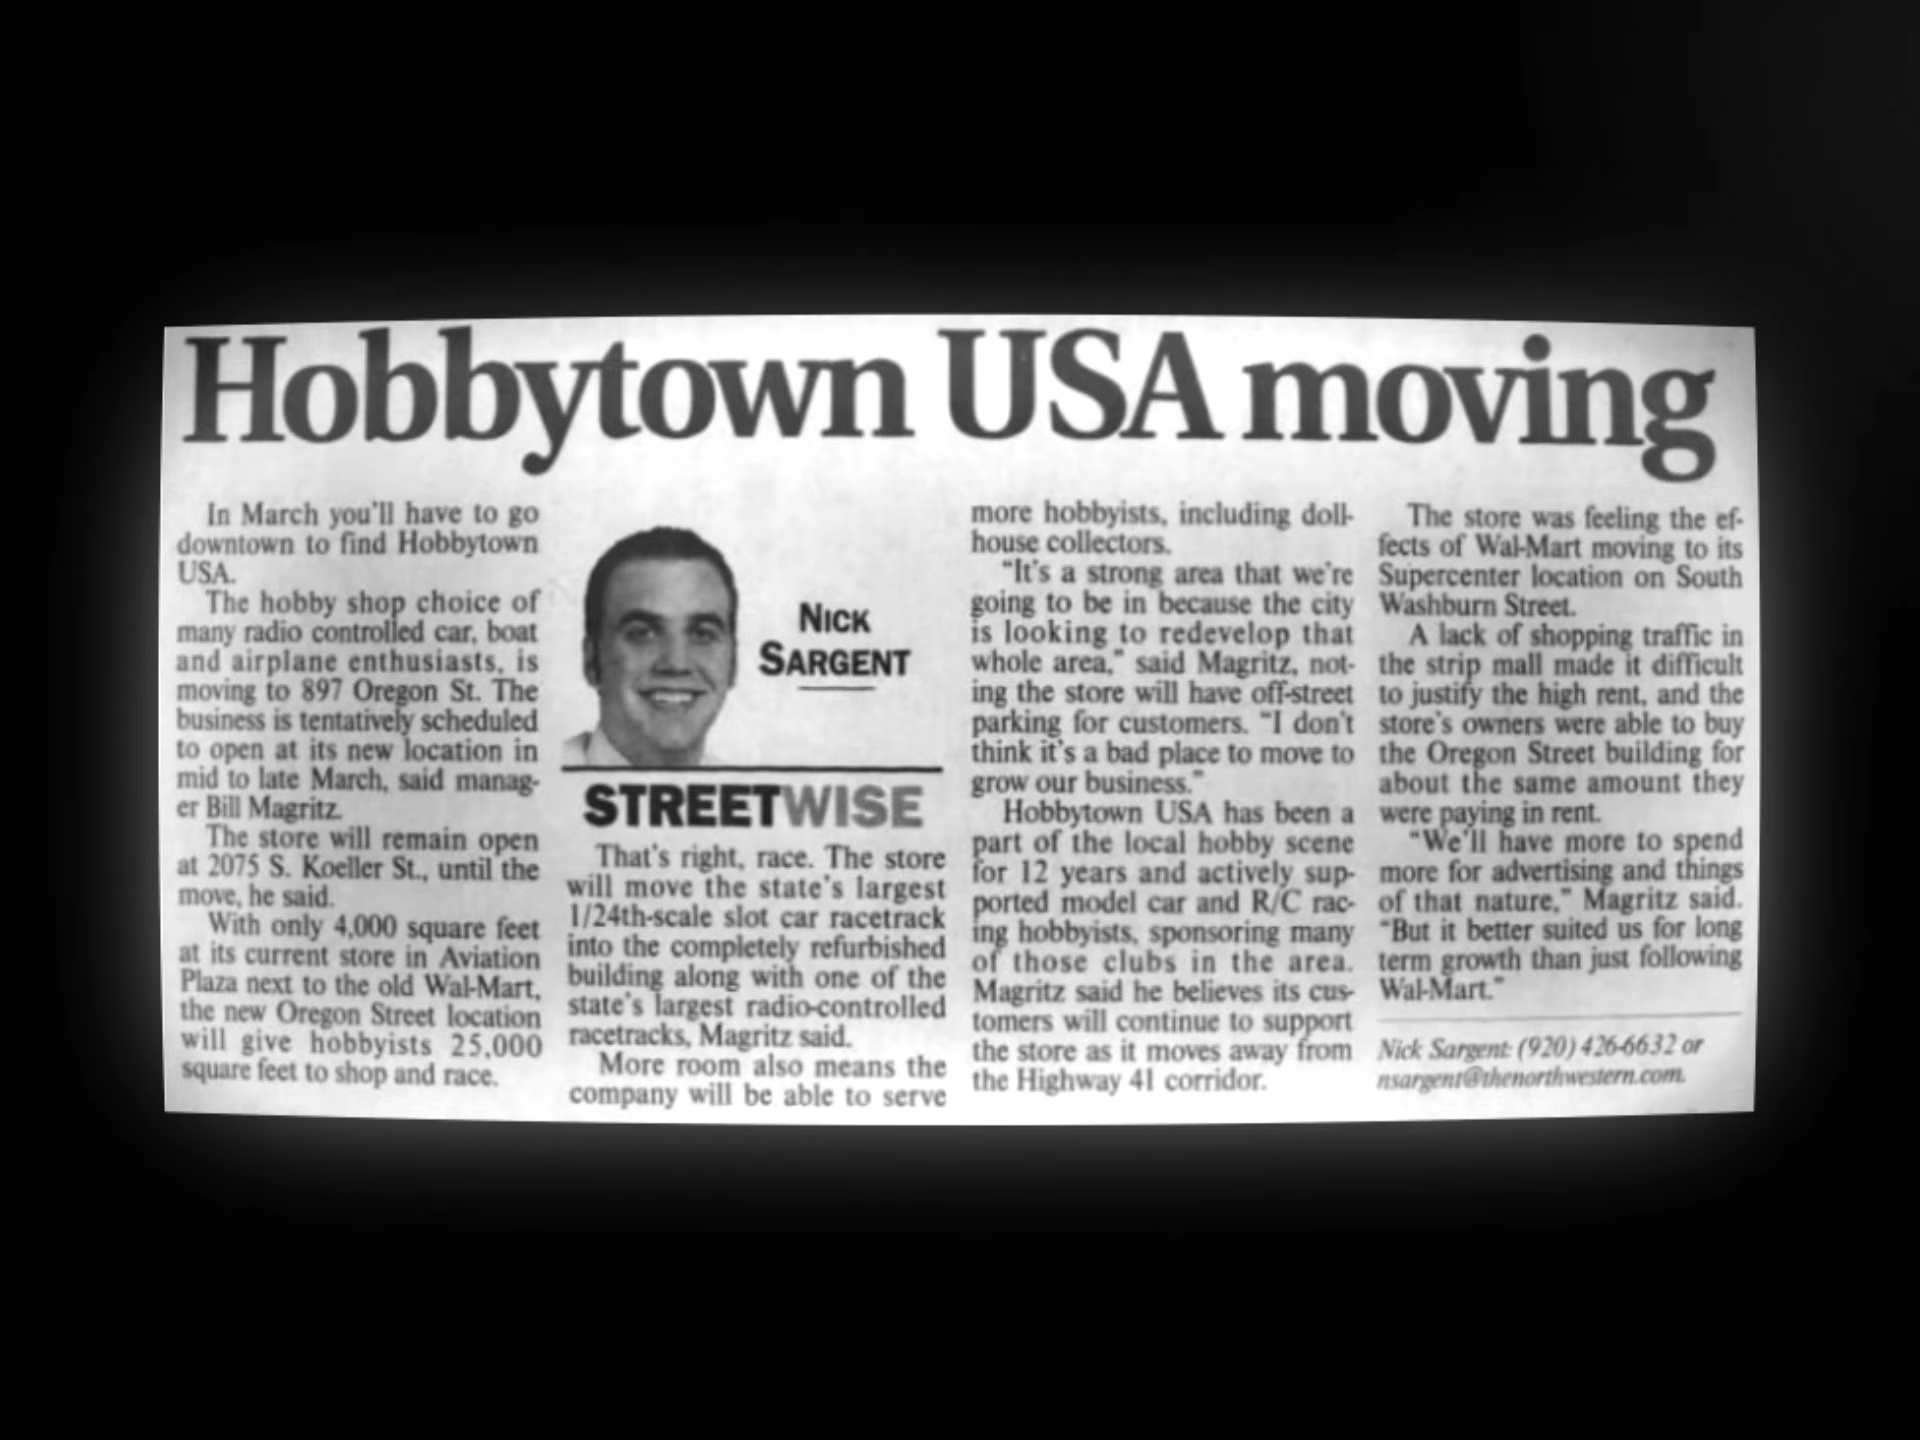 Hobbytown USA moving
In March you'll have to go
downtown to find Hobbytown
USA.
The hobby shop choice of
many radio controlled car, boat
and airplane enthusiasts, is
moving to 897 Oregon St. The
business is tentatively scheduled
to open at its new location in
mid to late March, said manag-
er Bill Magritz.
The store will remain open
at 2075 S. Koeller St., until the
move, he said.
With only 4,000 square feet
at its current store in Aviation
Plaza next to the old Wal-Mart,
the new Oregon Street location
will give hobbyists 25,000
square feet to shop and race.
NICK
SARGENT
STREETWISE
That's right, race. The store
will move the state's largest
1/24th-scale slot car racetrack
into the completely refurbished
building along with one of the
state's largest radio-controlled
racetracks, Magritz said.
More room also means the
company will be able to serve
more hobbyists, including doll-
house collectors.
"It's a strong area that we're
going to be in because the city
is looking to redevelop that
whole area," said Magritz, not-
ing the store will have off-street
parking for customers. "I don't
think it's a bad place to move to
grow our business."
Hobbytown USA has been a
part of the local hobby scene
for 12 years and actively sup-
ported model car and R/C rac-
ing hobbyists, sponsoring many
of those clubs in the area.
Magritz said he believes its cus-
tomers will continue to support
the store as it moves away from
the Highway 41 corridor.
The store was feeling the ef-
fects of Wal-Mart moving to its
Supercenter location on South
Washburn Street.
A lack of shopping traffic in
the strip mall made it difficult
to justify the high rent, and the
store's owners were able to buy
the Oregon Street building for
about the same amount they
were paying in rent.
"We'll have more to spend
more for advertising and things
of that nature," Magritz said.
"But it better suited us for long
term growth than just following
Wal-Mart."
Nick Sargent: (920) 426-6632 or
nsargent@thenorthwestern.com.